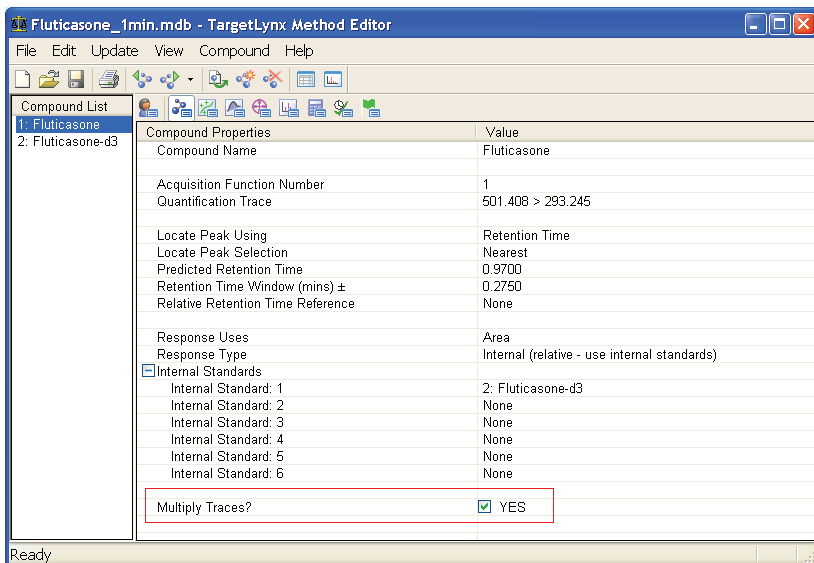 Fluticasone_1min.mdb - TargetLynx Method Editor
File Edit Update View Compound Help
Compound List
1: Fluticasone
2: Fluticasone-d3
Compound Properties Value
Compound Name Fluticasone
Acquisition Function Number 1
Quantification Trace 501.408 > 293.245
Locate Peak Using Retention Time
Locate Peak Selection Nearest
Predicted Retention Time 0.9700
Retention Time Window (mins) ± 0.2750
Relative Retention Time Reference None
Response Uses Area
Response Type Internal (relative - use internal standards)
Internal Standards
Internal Standard: 1 2: Fluticasone-d3
Internal Standard: 2 None
Internal Standard: 3 None
Internal Standard: 4 None
Internal Standard: 5 None
Internal Standard: 6 None
Multiply Traces? YES
Ready